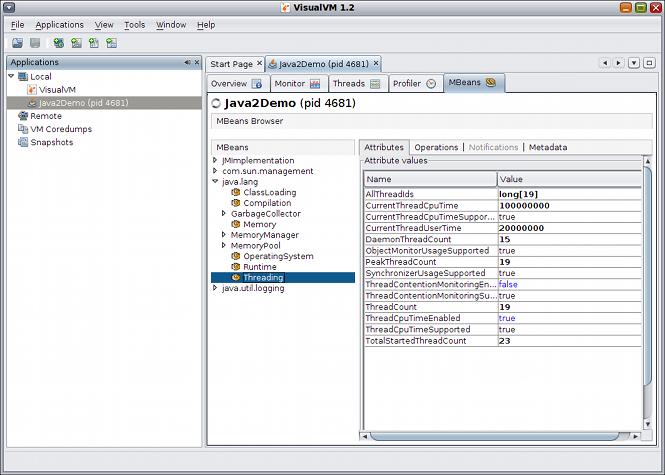 VisualVM 1.2
File Applications View Tools Window Help
Applications
Local
VisualVM
Java2Demo (pid 4681)
Remote
VM Coredumps
Snapshots
Start Page Java2Demo (pid 4681)
Overview Monitor Threads Profiler MBeans
Java2Demo (pid 4681)
MBeans Browser
MBeans
JMImplementation
com.sun.management
java.lang
ClassLoading
Compilation
GarbageCollector
Memory
MemoryManager
MemoryPool
OperatingSystem
Runtime
Threading
java.util.logging
Attributes Operations Notifications Metadata
Attribute values
Name Value
AllThreadIds long[19]
CurrentThreadCpuTime 100000000
CurrentThreadCpuTimeSuppor... true
CurrentThreadUserTime 20000000
DaemonThreadCount 15
ObjectMonitorUsageSupported true
PeakThreadCount 19
SynchronizerUsageSupported true
ThreadContentionMonitoringEn... false
ThreadContentionMonitoringSu... true
ThreadCount 19
ThreadCpuTimeEnabled true
ThreadCpuTimeSupported true
TotalStartedThreadCount 23